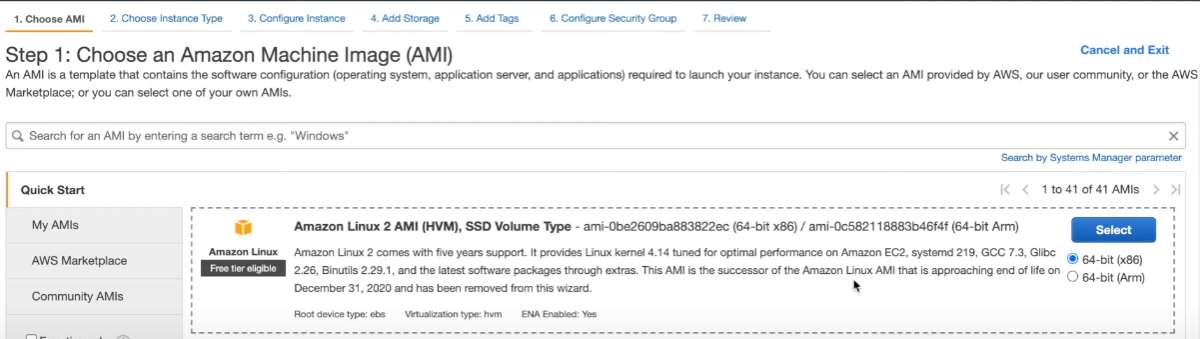 1. Choose AMI 2. Choose Instance Type 3. Configure Instance 4. Add Storage 5. Add Tags 6. Configure Security Group 7. Review
Step 1: Choose an Amazon Machine Image (AMI)
Cancel and Exit
An AMI is a template that contains the software configuration (operating system, application server, and applications) required to launch your instance. You can select an AMI provided by AWS, our user community, or the AWS
Marketplace; or you can select one of your own AMIs.
Search for an AMI by entering a search term e.g. "Windows"
Search by Systems Manager parameter
Quick Start
1 to 41 of 41 AMIs
My AMIs
AWS Marketplace
Community AMIs
Amazon Linux
Free tier eligible
Amazon Linux 2 AMI (HVM), SSD Volume Type - ami-0be2609ba883822ec (64-bit x86) / ami-0c582118883b46f4f (64-bit Arm)
Amazon Linux 2 comes with five years support. It provides Linux kernel 4.14 tuned for optimal performance on Amazon EC2, systemd 219, GCC 7.3, Glibc
2.26, Binutils 2.29.1, and the latest software packages through extras. This AMI is the successor of the Amazon Linux AMI that is approaching end of life on
December 31, 2020 and has been removed from this wizard.
Root device type: ebs Virtualization type: hvm ENA Enabled: Yes
Select
64-bit (x86)
64-bit (Arm)